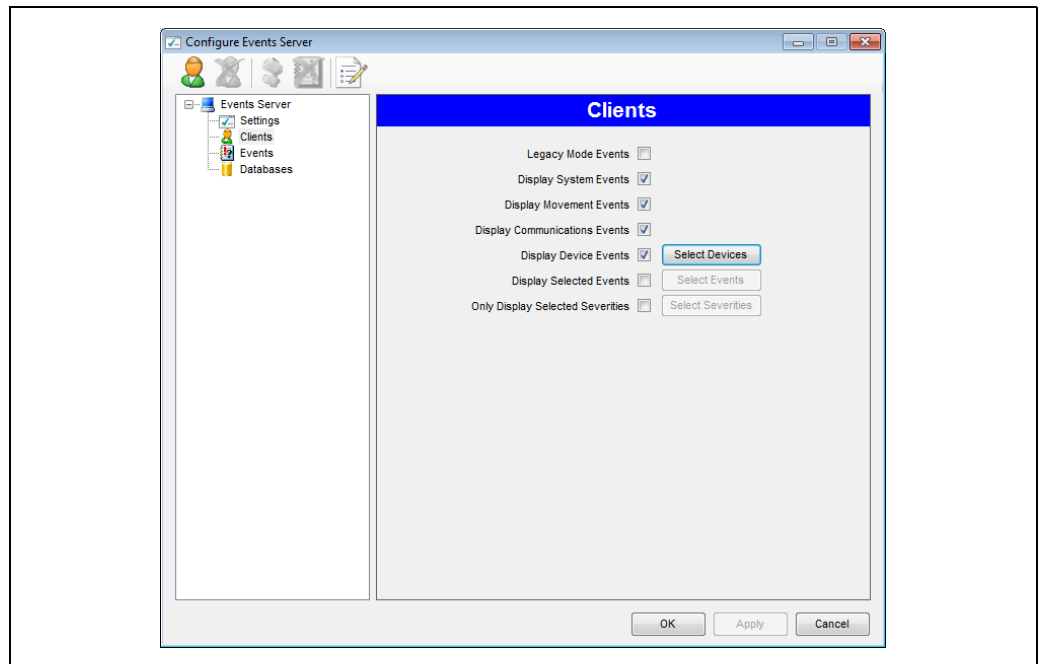 Configure Events Server
Events Server
Settings
Clients
Events
Databases
Clients
Legacy Mode Events
Display System Events
Display Movement Events
Display Communications Events
Display Device Events Select Devices
Display Selected Events Select Events
Only Display Selected Severities Select Severities
OK Apply Cancel